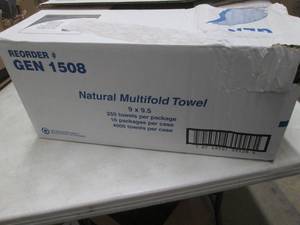 REORDER #
GEN 1508
Natural Multifold Towel
9 x 9.5
250 towels per package
16 packages per case
4000 towels per case